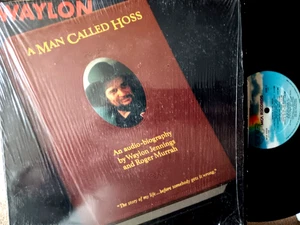 WAYLON
A MAN CALLED HOSS
An audio-biography
by Waylon Jennings
and Roger Murrah
"The story of my life...before somebody gets it wrong."